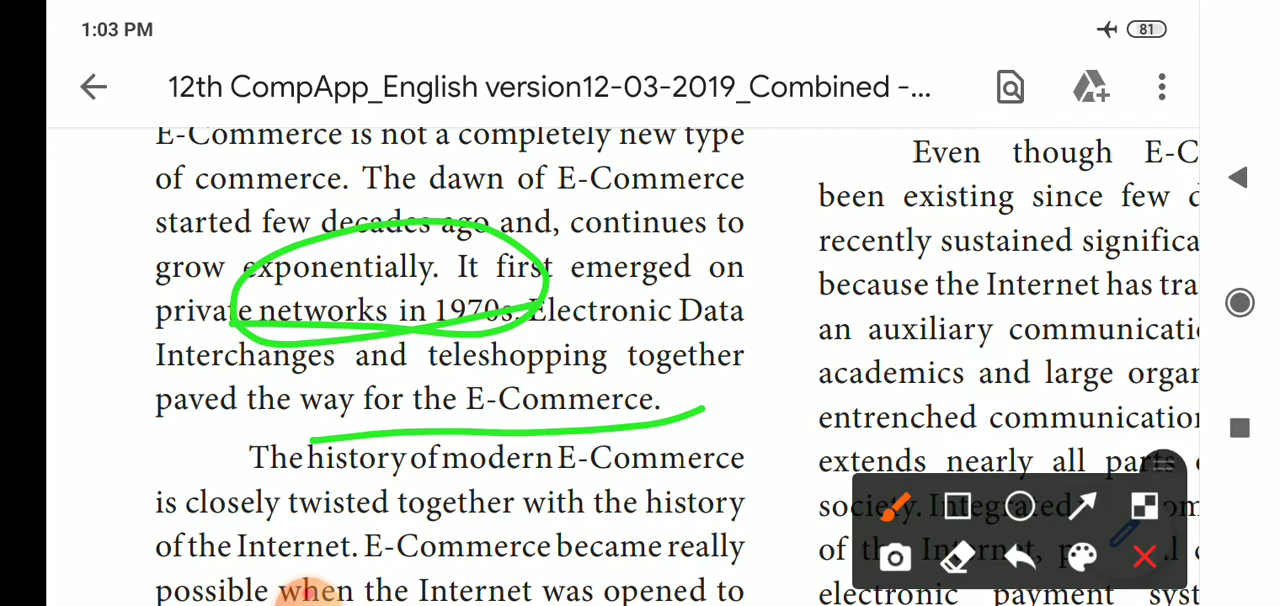 1:03 PM
81
12th CompApp_English version12-03-2019_Combined -...
E-Commerce is not a completely new type
of commerce. The dawn of E-Commerce
started few decades ago and, continues to
grow exponentially. It first emerged on
private networks in 1970s. Electronic Data
Interchanges and teleshopping together
paved the way for the E-Commerce.
The history of modern E-Commerce
is closely twisted together with the history
of the Internet. E-Commerce became really
possible when the Internet was opened to
Even though E-C
been existing since few d
recently sustained significa
because the Internet has tra
an auxiliary communicati
academics and large organ
entrenched communication
extends nearly all parts
society. Integrated
of the Internet,
electronic payment syst